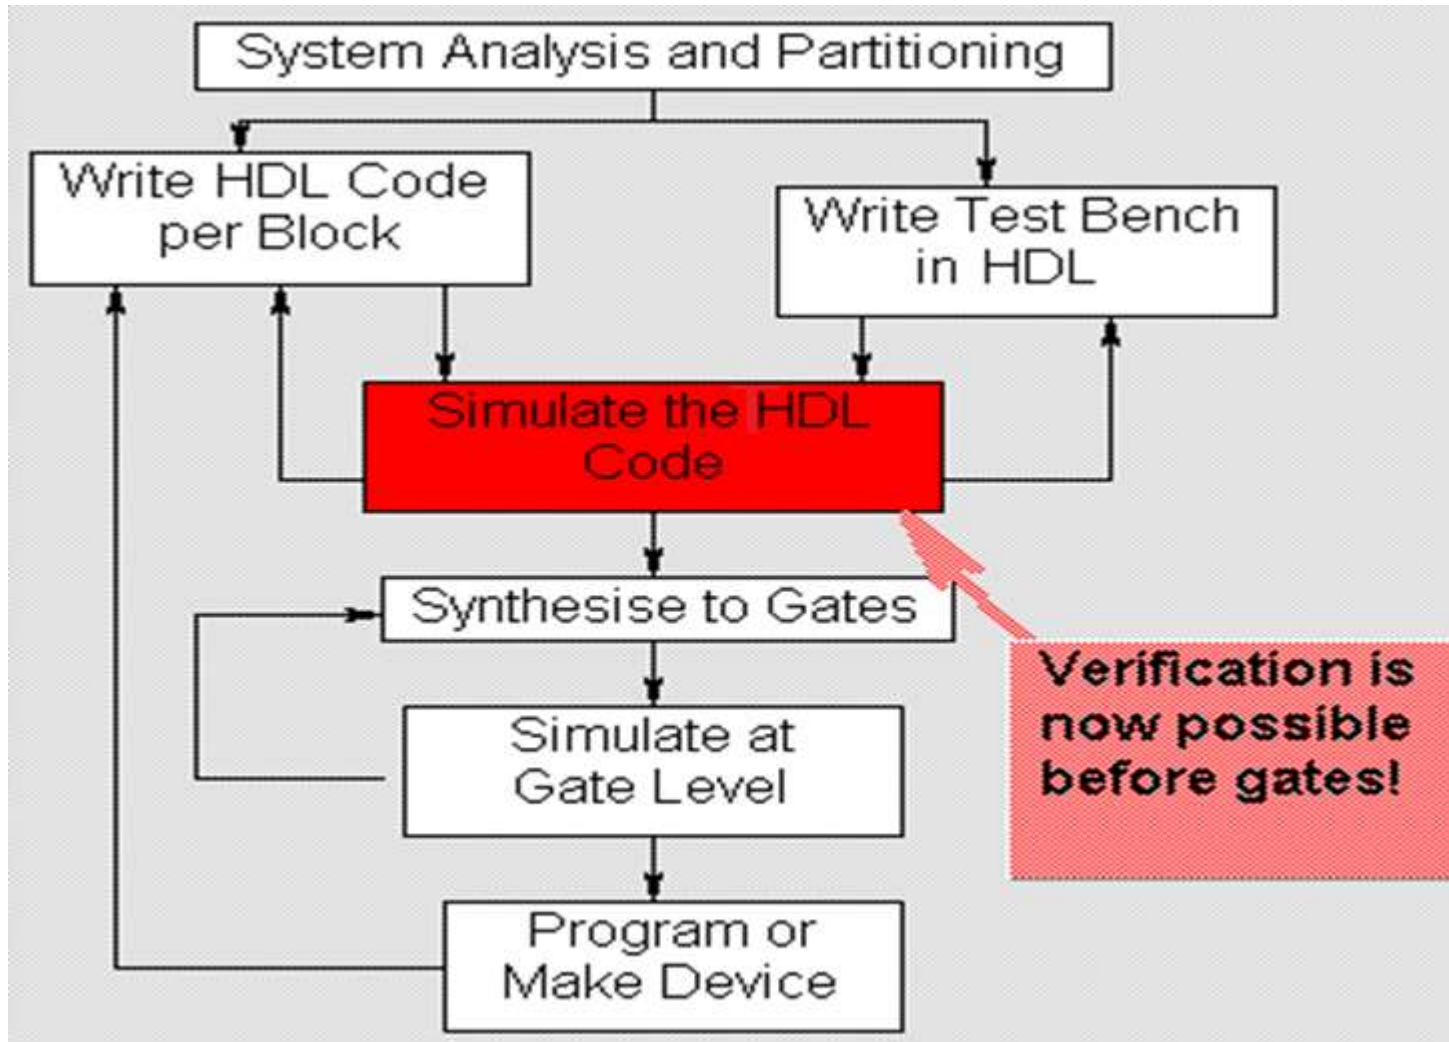 System Analysis and Partitioning
Write HDL Code
per Block
Write Test Bench
in HDL
Simulate the HDL
Code
Synthesise to Gates
Simulate at
Gate Level
Verification is
now possible
before gates!
Program or
Make Device